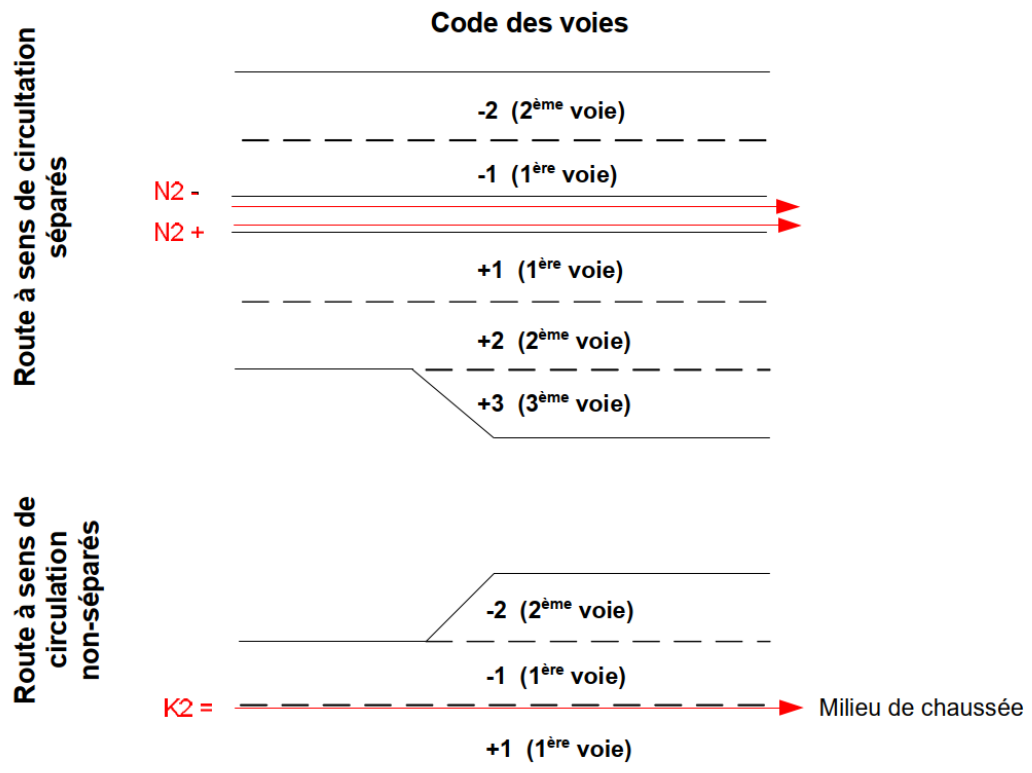 Code des voies
Route à sens de circultation
séparés
-2 (2ème voie)
-1 (1ère voie)
N2 -
N2 +
+1 (1ère voie)
+2 (2ème voie)
+3 (3ème voie)
Route à sens de
circulation
non-séparés
-2 (2ème voie)
-1 (1ère voie)
K2 =
Milieu de chaussée
+1 (1ère voie)